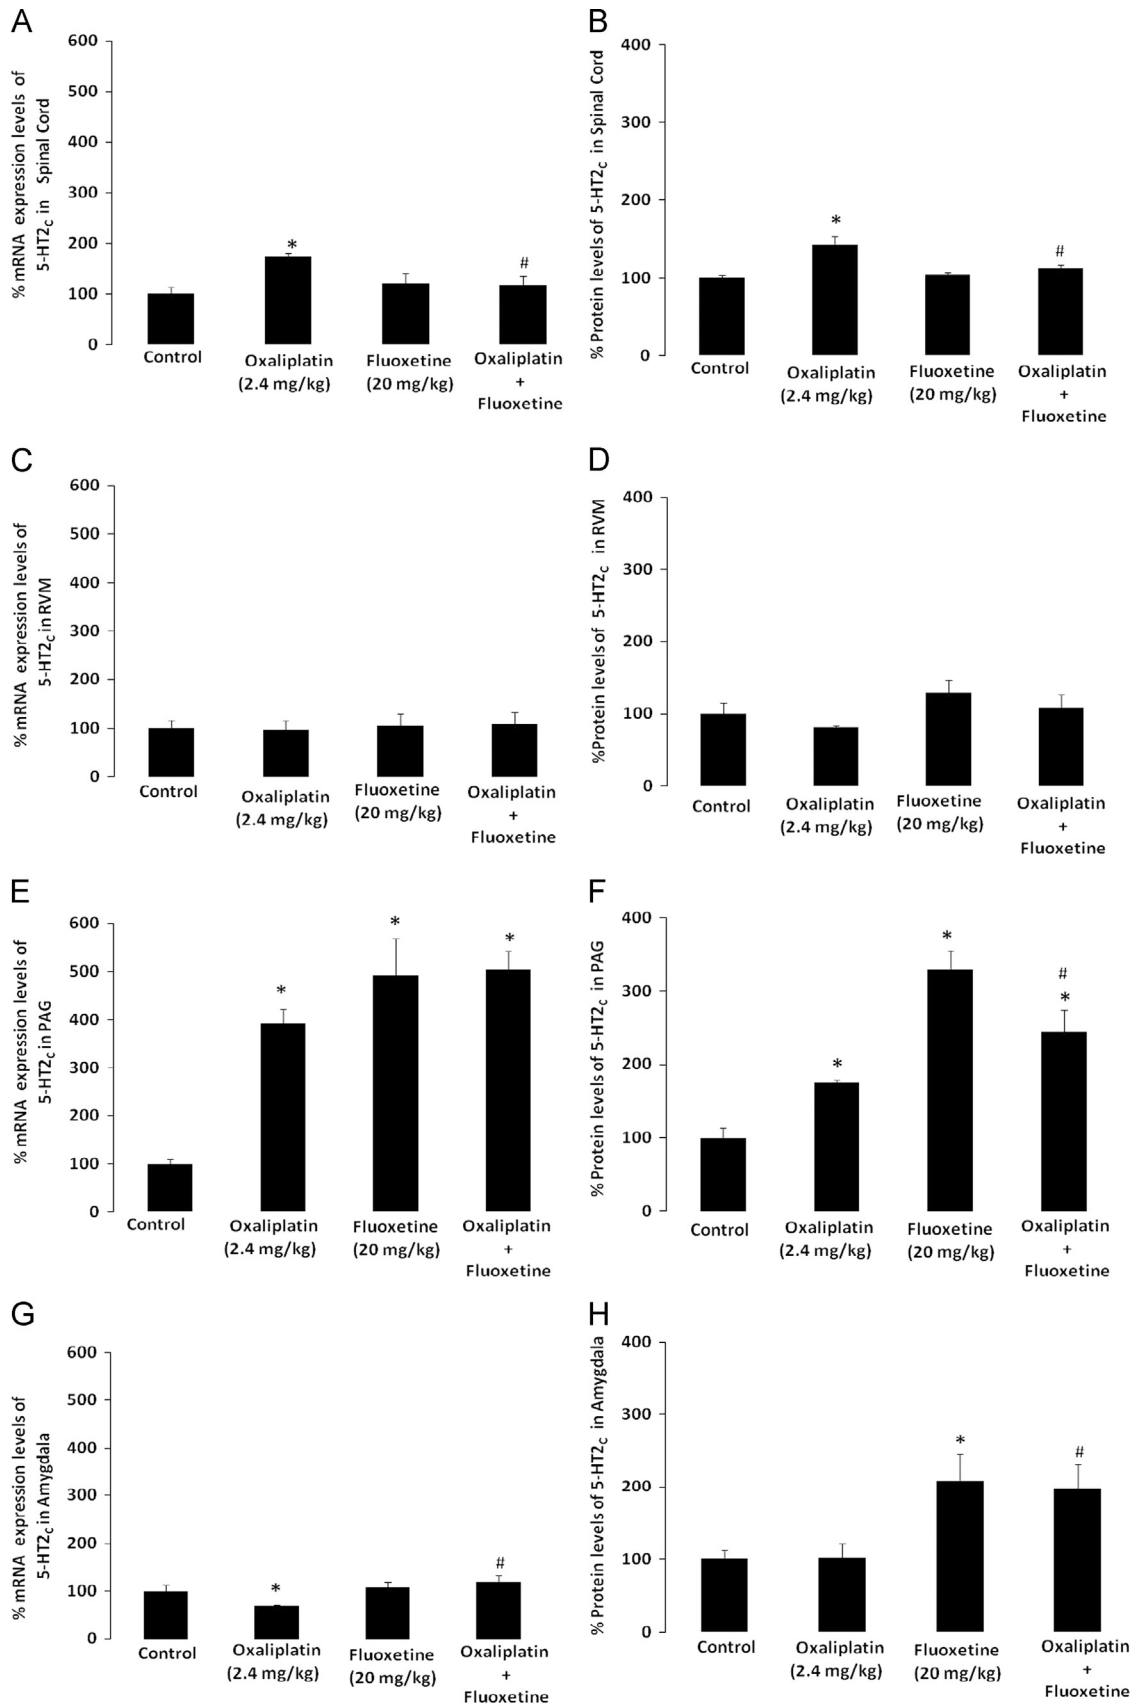 A
% mRNA expression levels of
5-HT2C in Spinal Cord
600
500
400
300
200
100
0
*
#
Control
Oxaliplatin
(2.4 mg/kg)
Fluoxetine
(20 mg/kg)
Oxaliplatin
+
Fluoxetine
B
% Protein levels of 5-HT2C in Spinal Cord
400
300
200
100
0
*
#
Control
Oxaliplatin
(2.4 mg/kg)
Fluoxetine
(20 mg/kg)
Oxaliplatin
+
Fluoxetine
C
% mRNA expression levels of
5-HT2C in RVM
600
500
400
300
200
100
0
Control
Oxaliplatin
(2.4 mg/kg)
Fluoxetine
(20 mg/kg)
Oxaliplatin
+
Fluoxetine
D
%Protein levels of 5-HT2C in RVM
400
300
200
100
0
Control
Oxaliplatin
(2.4 mg/kg)
Fluoxetine
(20 mg/kg)
Oxaliplatin
+
Fluoxetine
E
% mRNA expression levels of
5-HT2C in PAG
600
500
400
300
200
100
0
*
*
*
Control
Oxaliplatin
(2.4 mg/kg)
Fluoxetine
(20 mg/kg)
Oxaliplatin
+
Fluoxetine
F
% Protein levels of 5-HT2C in PAG
400
300
200
100
0
*
*
#
*
Control
Oxaliplatin
(2.4 mg/kg)
Fluoxetine
(20 mg/kg)
Oxaliplatin
+
Fluoxetine
G
% mRNA expression levels of
5-HT2C in Amygdala
600
500
400
300
200
100
0
*
#
Control
Oxaliplatin
(2.4 mg/kg)
Fluoxetine
(20 mg/kg)
Oxaliplatin
+
Fluoxetine
H
% Protein levels of 5-HT2C in Amygdala
400
300
200
100
0
*
#
Control
Oxaliplatin
(2.4 mg/kg)
Fluoxetine
(20 mg/kg)
Oxaliplatin
+
Fluoxetine